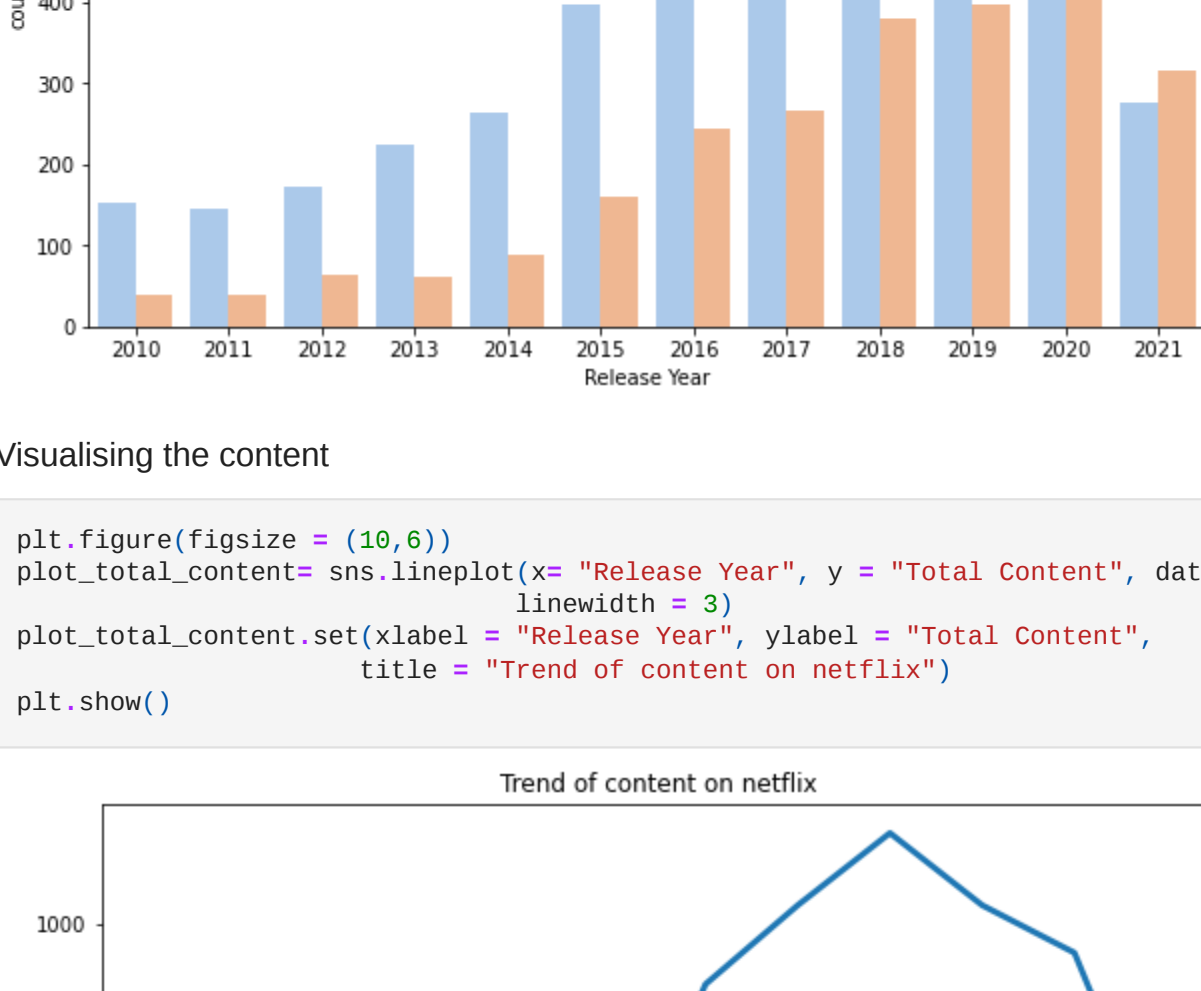 400
cou
300
200
100
0
2010 2011 2012 2013 2014 2015 2016 2017 2018 2019 2020 2021
Release Year
Visualising the content
plt.figure(figsize = (10,6))
plot_total_content= sns.lineplot(x= "Release Year", y = "Total Content", dat
linewidth = 3)
plot_total_content.set(xlabel = "Release Year", ylabel = "Total Content",
title = "Trend of content on netflix")
plt.show()
Trend of content on netflix
1000